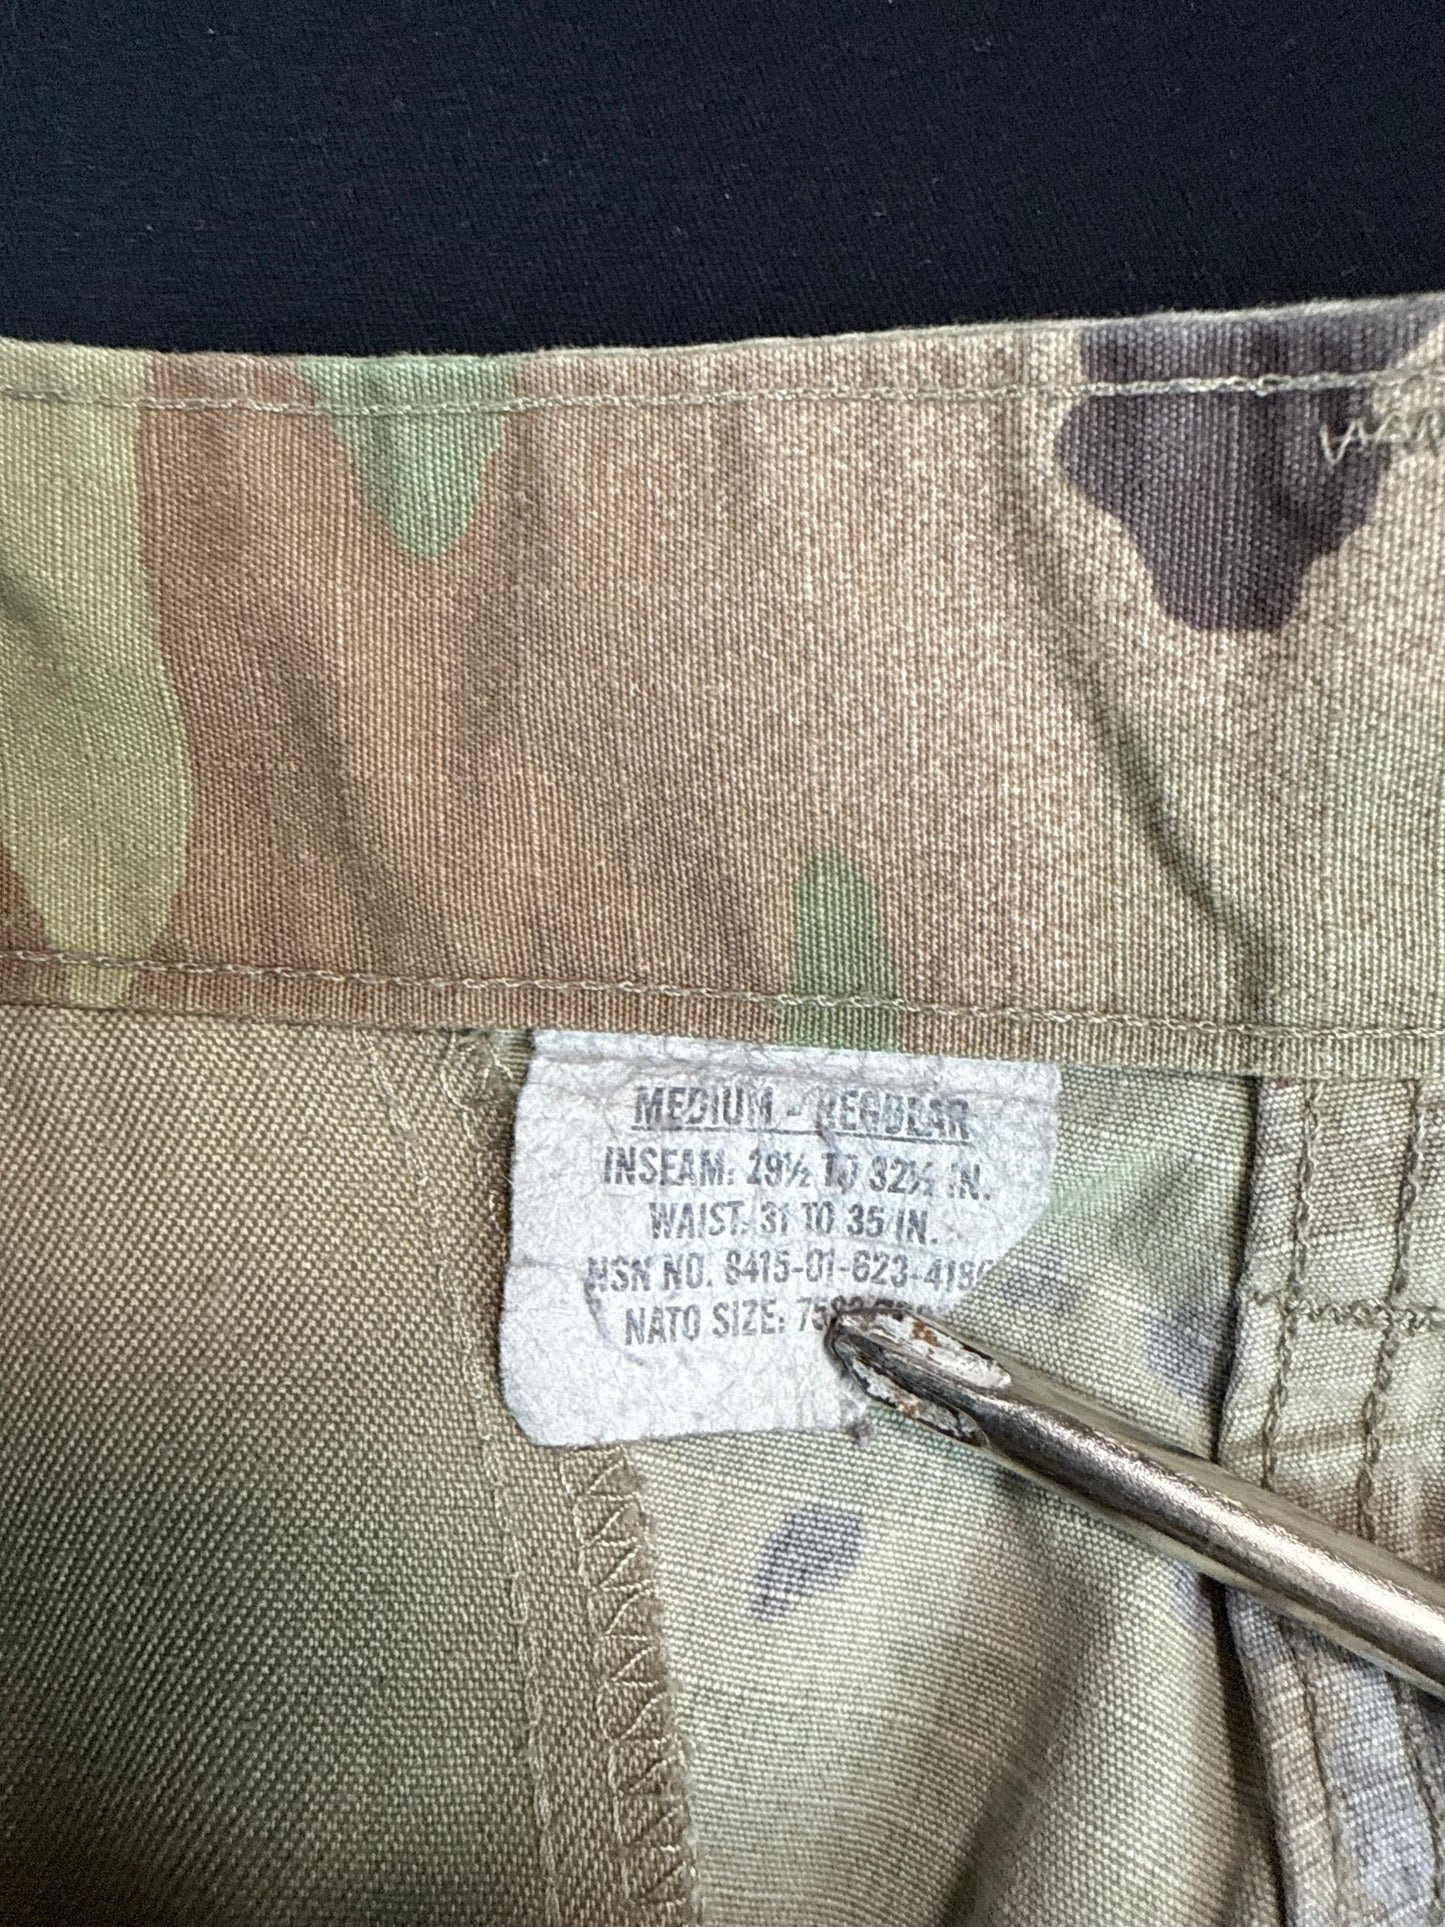 MEDIUM - REGULAR
INSEAM: 29½ TO 32½ IN.
WAIST: 31 TO 35 IN.
NSN NO. 8415-01-623-418
NATO SIZE: